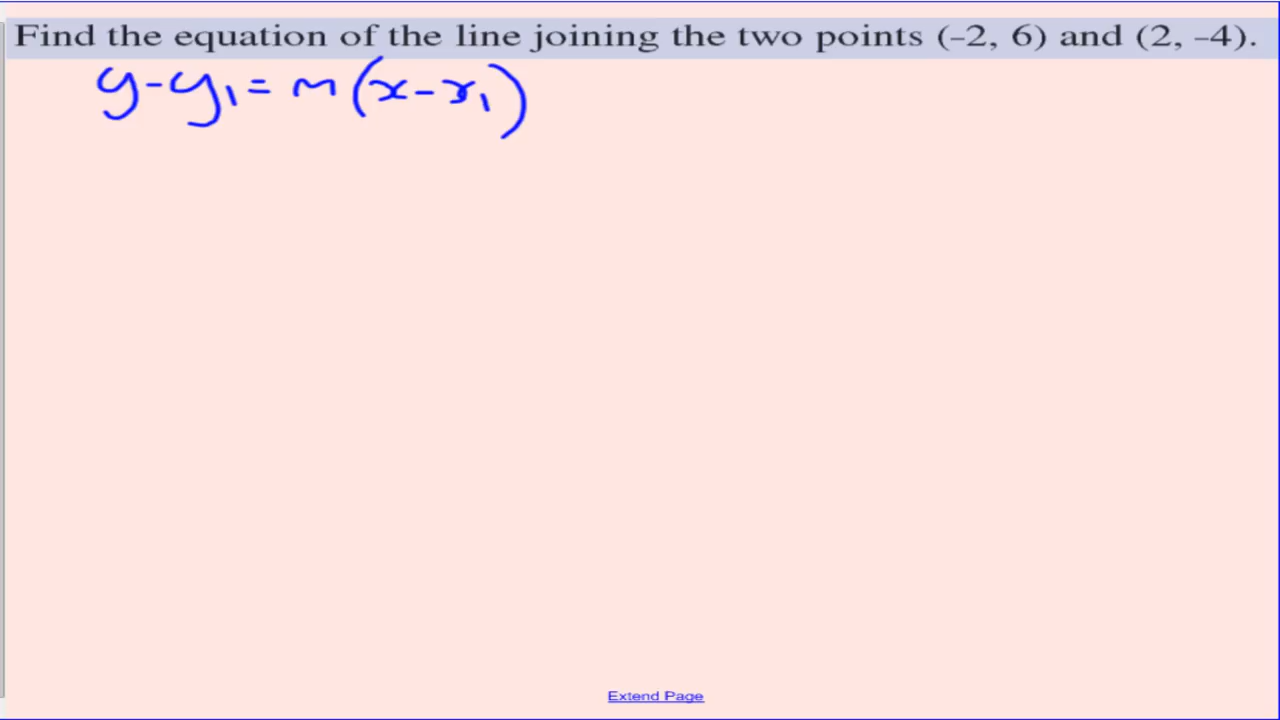 Find the equation of the line joining the two points (–2, 6) and (2, –4).
y-y₁ = m(x-x₁)
Extend Page